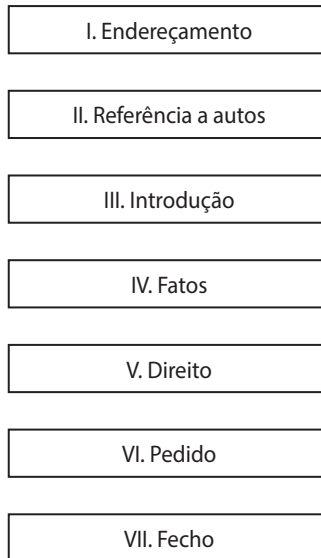 I. Endereçamento
II. Referência a autos
III. Introdução
IV. Fatos
V. Direito
VI. Pedido
VII. Fecho